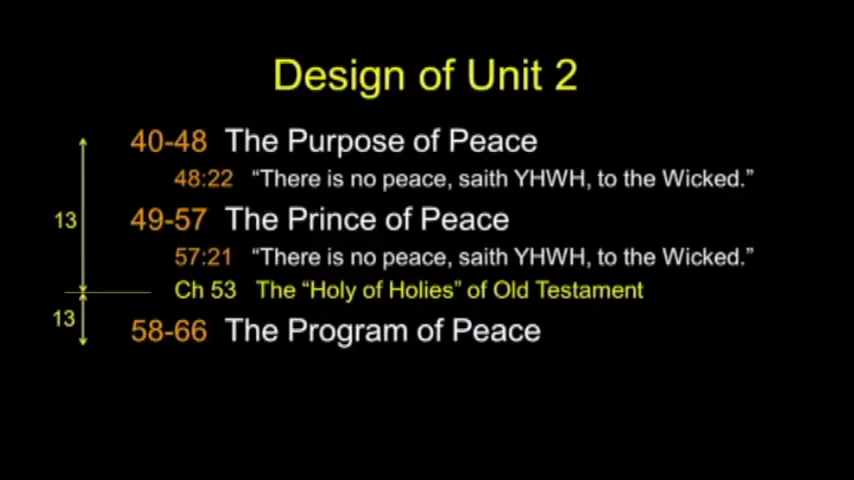 Design of Unit 2
40-48 The Purpose of Peace
48:22 “There is no peace, saith YHWH, to the Wicked.”
13
49-57 The Prince of Peace
57:21 “There is no peace, saith YHWH, to the Wicked.”
Ch 53 The “Holy of Holies” of Old Testament
13
58-66 The Program of Peace